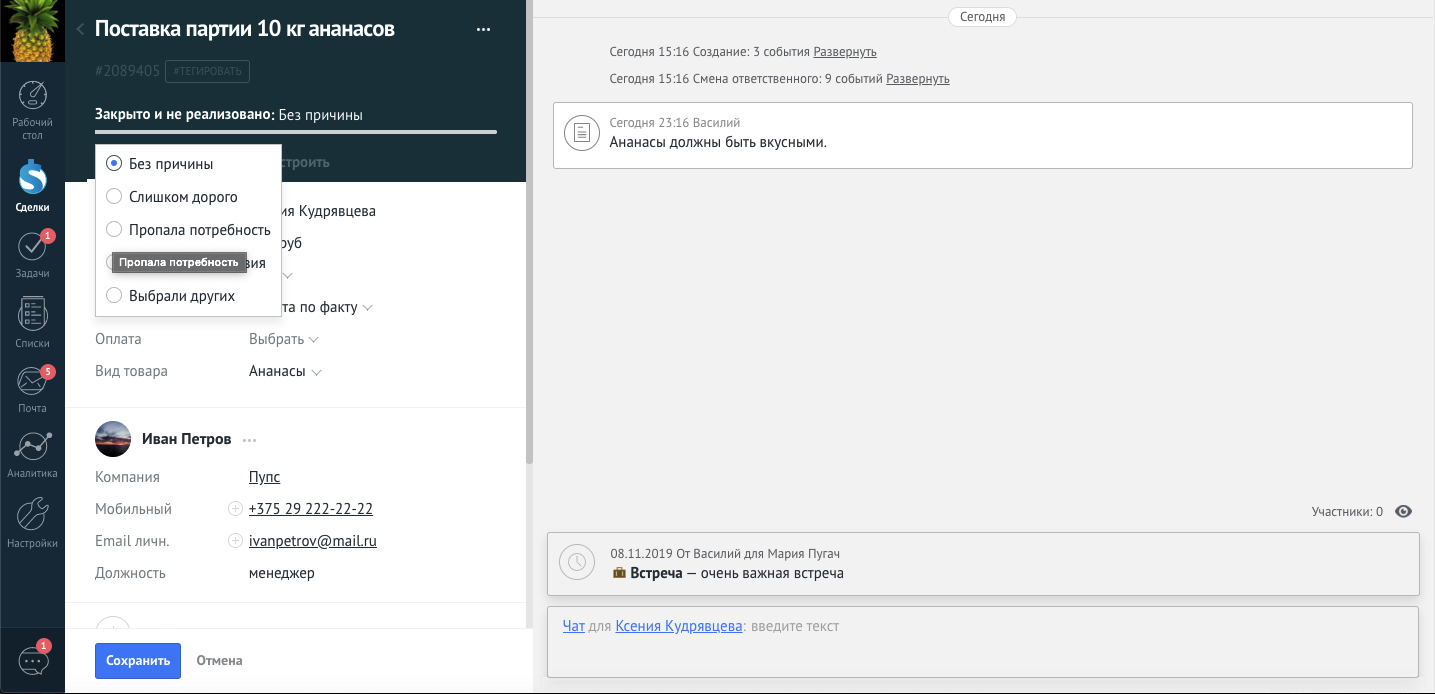 Рабочий
стол
Сделки
1
Задачи
Списки
5
Почта
Аналитика
Настройки
1
Поставка партии 10 кг ананасов
#2089405 #ТЕГИРОВАТЬ
Закрыто и не реализовано: Без причины
Без причины
Слишком дорого
Пропала потребность
Пропала потребность
Выбрали других
Кудрявцева
руб
по факту
Оплата Выбрать
Вид товара Ананасы
Иван Петров
Компания Пупс
Мобильный +375 29 222-22-22
Email личн. ivanpetrov@mail.ru
Должность менеджер
Сохранить Отмена
Сегодня
Сегодня 15:16 Создание: 3 события Развернуть
Сегодня 15:16 Смена ответственного: 9 событий Развернуть
Сегодня 23:16 Василий
Ананасы должны быть вкусными.
Участники: 0
08.11.2019 От Василий для Мария Пугач
Встреча — очень важная встреча
Чат для Ксения Кудрявцева: введите текст